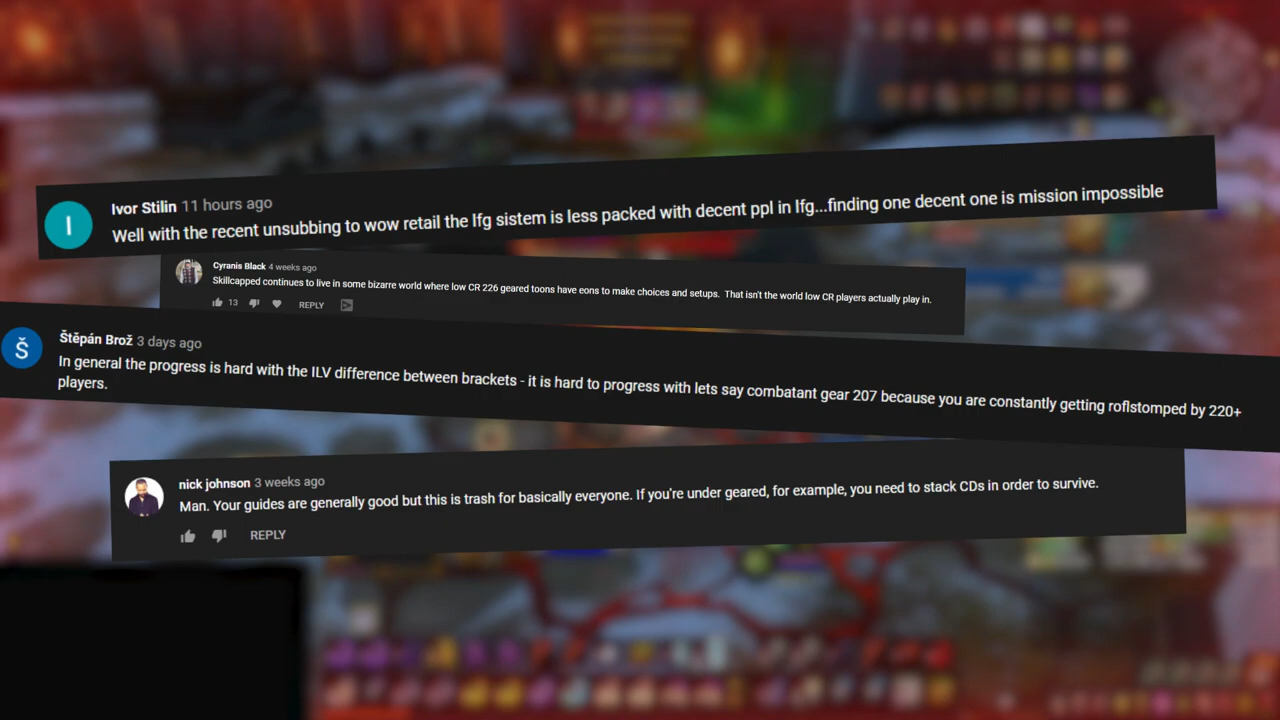 I
Ivor Stilin 11 hours ago
Well with the recent unsubbing to wow retail the lfg sistem is less packed with decent ppl in lfg...finding one decent one is mission impossible
Cyranis Black 4 weeks ago
Skillcapped continues to live in some bizarre world where low CR 226 geared toons have eons to make choices and setups. That isn't the world low CR players actually play in.
13 REPLY
Š
Štěpán Brož 3 days ago
In general the progress is hard with the ILV difference between brackets - it is hard to progress with lets say combatant gear 207 because you are constantly getting roflstomped by 220+
players.
nick johnson 3 weeks ago
Man. Your guides are generally good but this is trash for basically everyone. If you're under geared, for example, you need to stack CDs in order to survive.
REPLY